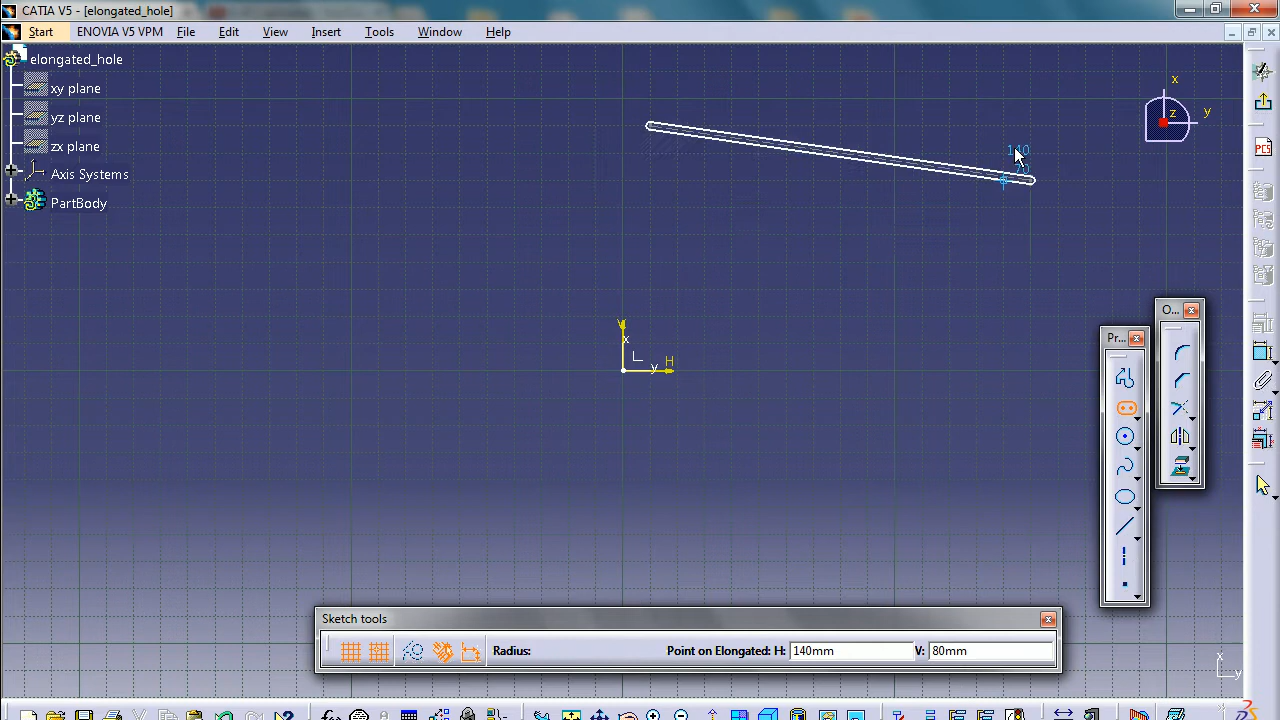 CATIA V5 - [elongated_hole]
Start ENOVIA V5 VPM File Edit View Insert Tools Window Help
elongated_hole
xy plane
yz plane
zx plane
Axis Systems
PartBody
x
y
z
140
V
x
H
y
O...
Pr...
PCS
Sketch tools
Radius: Point on Elongated: H: 140mm V: 80mm
x
y